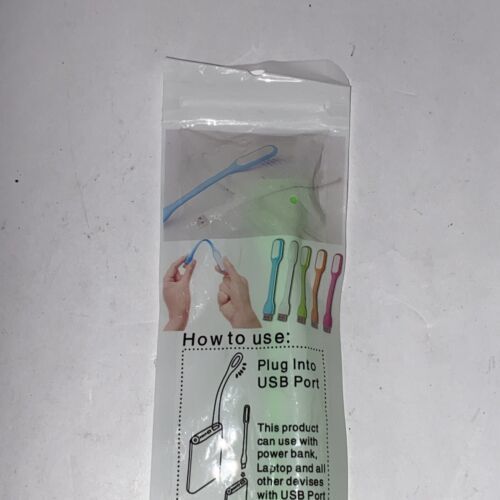 How to use:
Plug Into
USB Port
This product
can use with
power bank,
Laptop and all
other devises
with USB Port